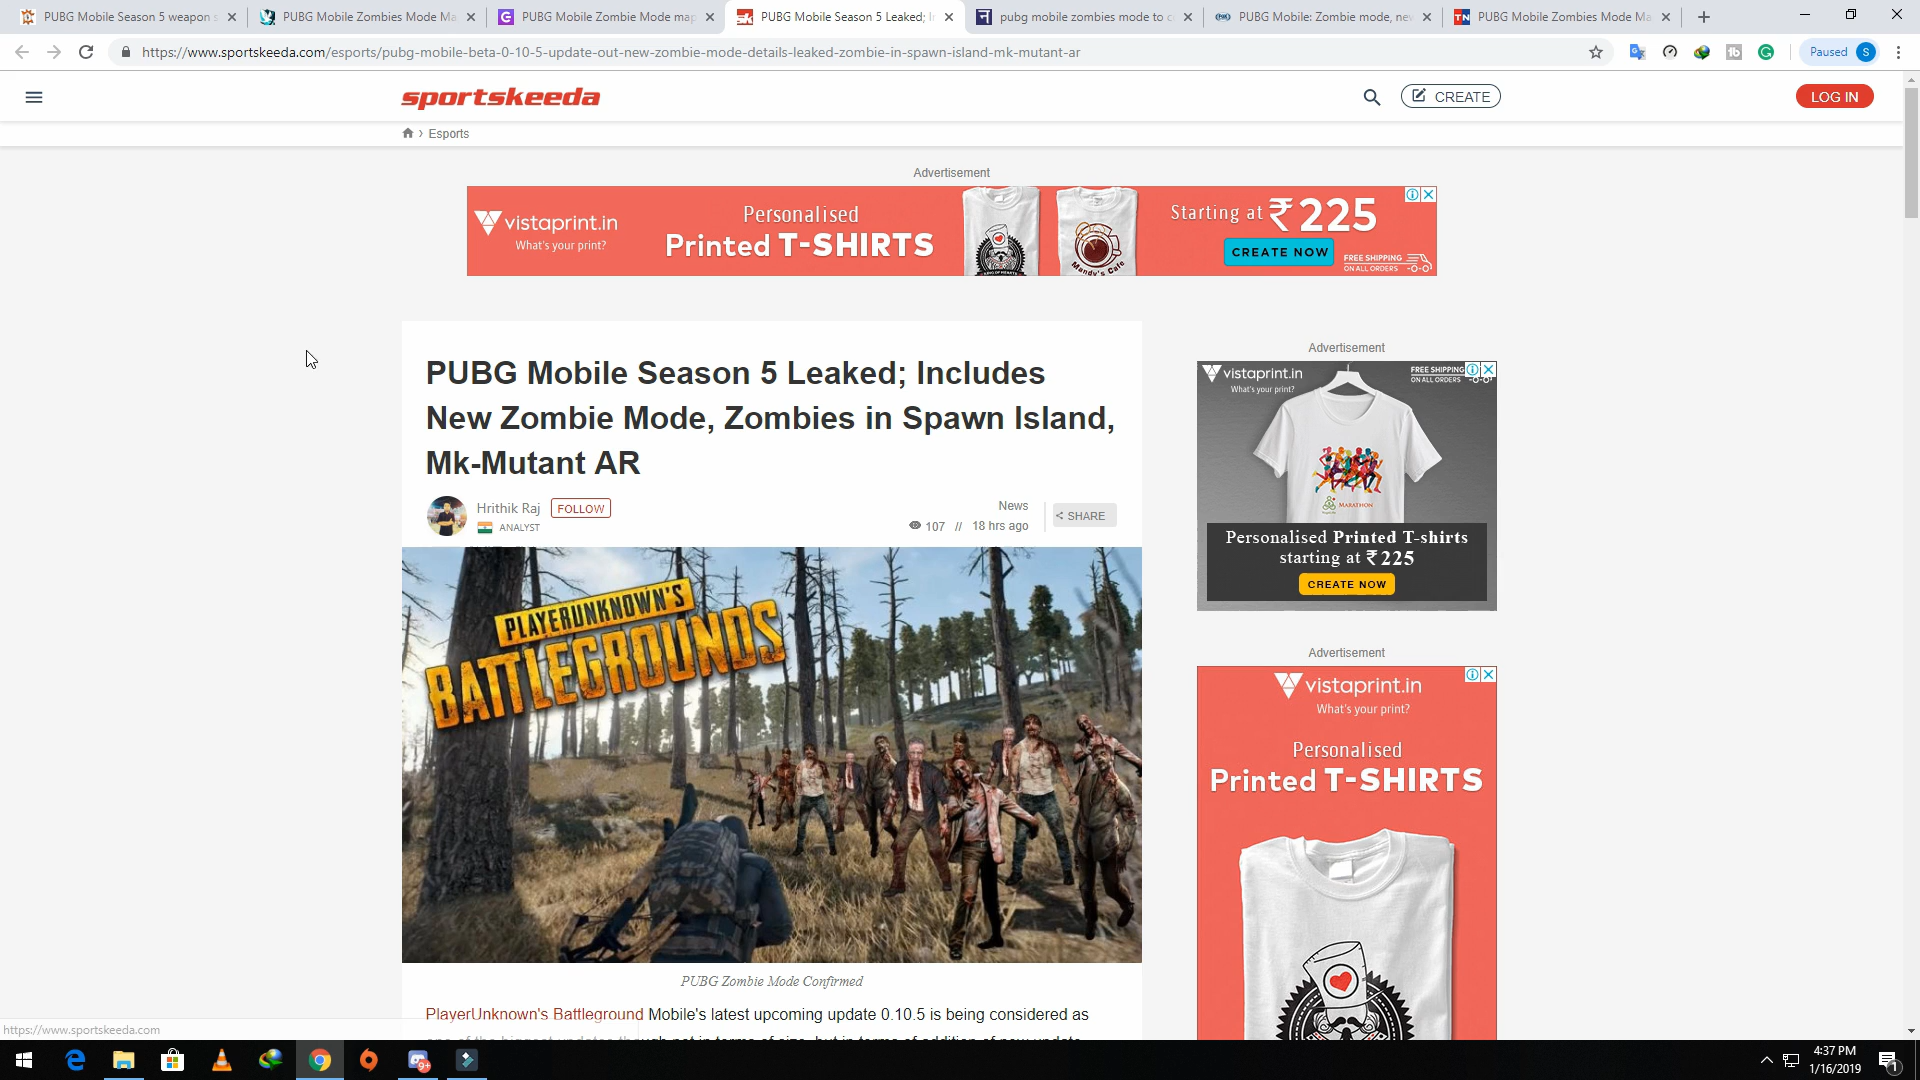 PUBG Mobile Season 5 weapon s
PUBG Mobile Zombies Mode Ma
PUBG Mobile Zombie Mode map
PUBG Mobile Season 5 Leaked; I
pubg mobile zombies mode to c
PUBG Mobile: Zombie mode, nev
PUBG Mobile Zombies Mode Ma
https://www.sportskeeda.com/esports/pubg-mobile-beta-0-10-5-update-out-new-zombie-mode-details-leaked-zombie-in-spawn-island-mk-mutant-ar
Paused S
sportskeeda
CREATE
LOG IN
› Esports
Advertisement
vistaprint.in
What's your print?
Personalised
Printed T-SHIRTS
Mandy's Cafe
Starting at ₹225
CREATE NOW
FREE SHIPPING
ON ALL ORDERS
PUBG Mobile Season 5 Leaked; Includes
New Zombie Mode, Zombies in Spawn Island,
Mk-Mutant AR
Hrithik Raj FOLLOW
ANALYST
News
107 // 18 hrs ago
SHARE
PLAYERUNKNOWN'S
BATTLEGROUNDS
PUBG Zombie Mode Confirmed
PlayerUnknown's Battleground Mobile's latest upcoming update 0.10.5 is being considered as
Advertisement
vistaprint.in
What's your print?
FREE SHIPPING
ON ALL ORDERS
MARATHON
Personalised Printed T-shirts
starting at ₹225
CREATE NOW
Advertisement
vistaprint.in
What's your print?
Personalised
Printed T-SHIRTS
https://www.sportskeeda.com
9+
4:37 PM
1/16/2019
1